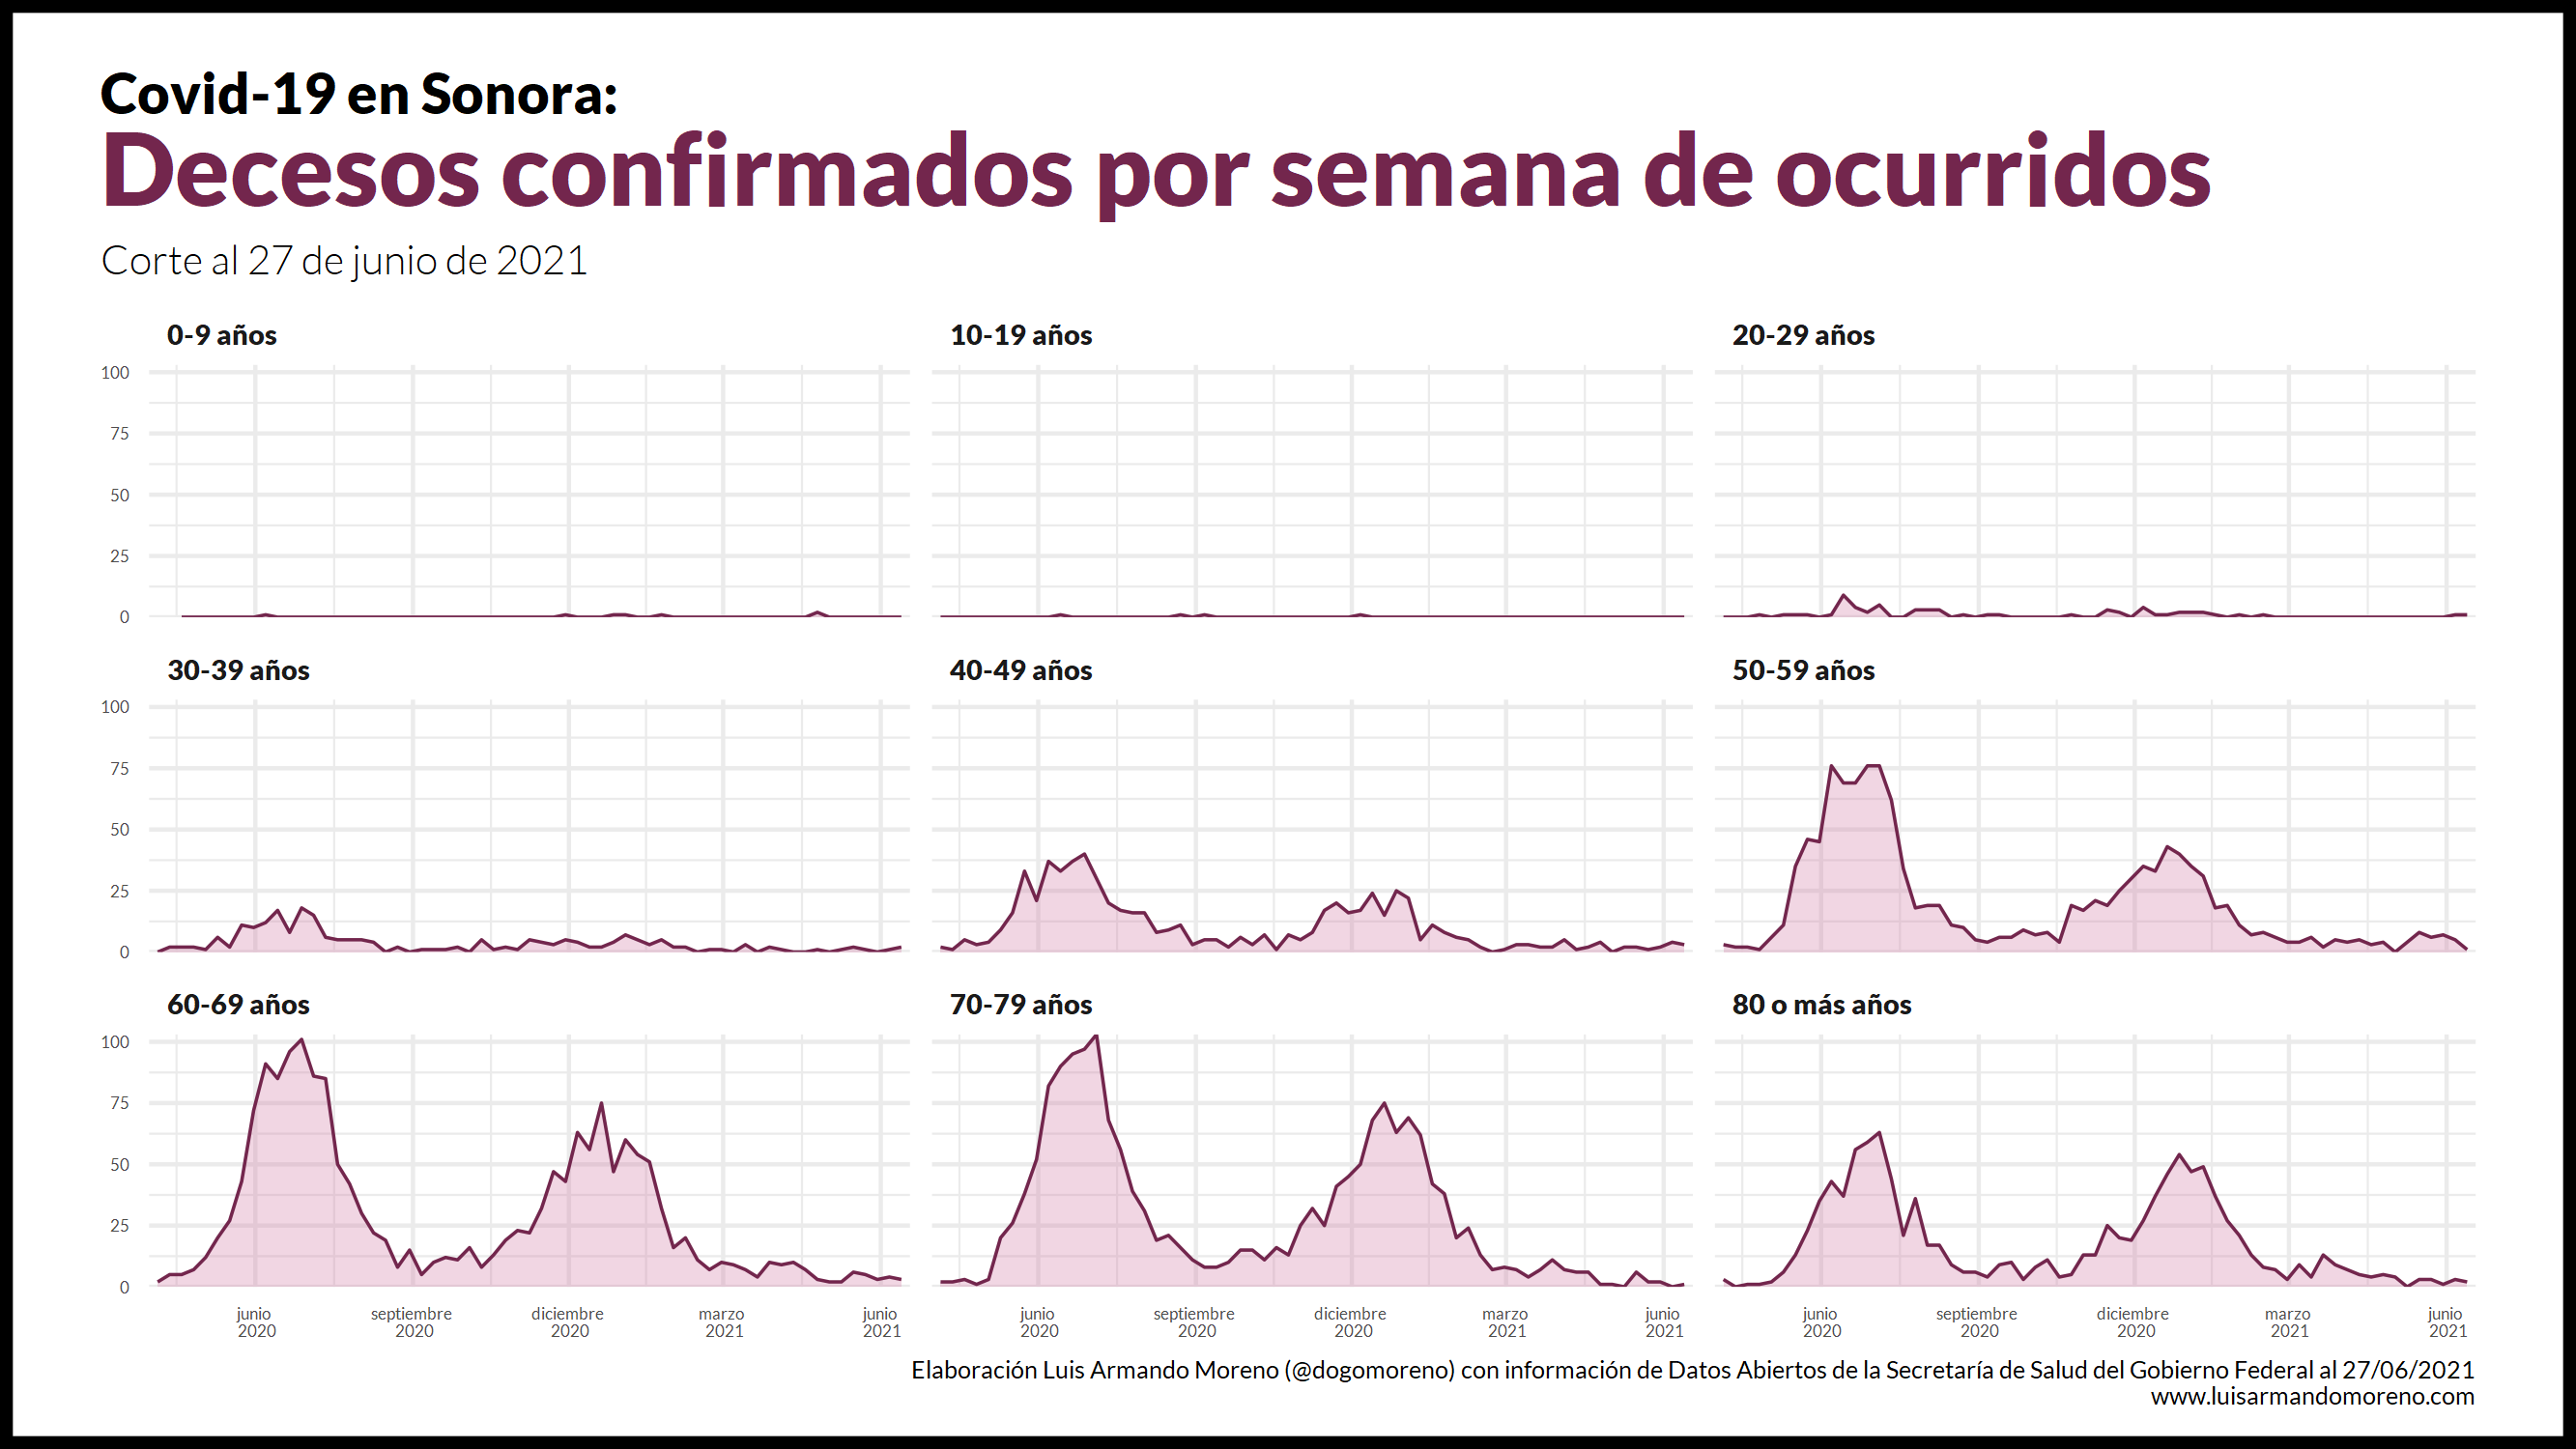 Covid-19 en Sonora:
Decesos confirmados por semana de ocurridos
Corte al 27 de junio de 2021
0-9 años
10-19 años
20-29 años
100
75
50
25
0
30-39 años
40-49 años
50-59 años
100
75
50
25
0
60-69 años
70-79 años
80 o más años
100
75
50
25
0
junio septiembre diciembre marzo junio
2020 2020 2020 2021 2021
junio septiembre diciembre marzo junio
2020 2020 2020 2021 2021
junio septiembre diciembre marzo junio
2020 2020 2020 2021 2021
Elaboración Luis Armando Moreno (@dogomoreno) con información de Datos Abiertos de la Secretaría de Salud del Gobierno Federal al 27/06/2021
www.luisarmandomoreno.com